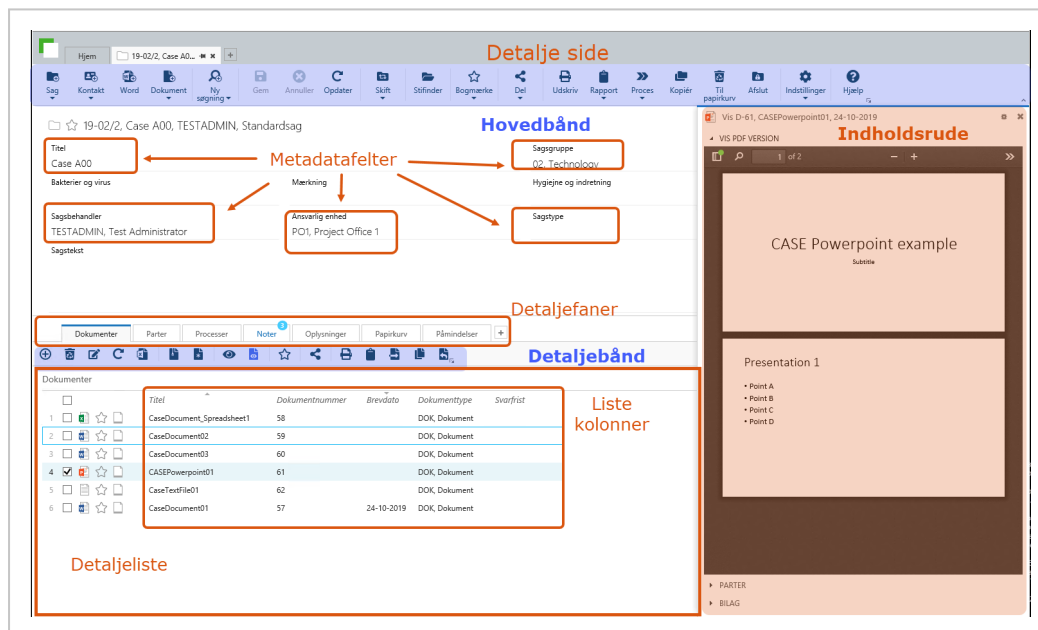 Detalje side
Hjem 19-02/2, Case A0...
Sag Kontakt Word Dokument Ny søgning Gem Annuller Opdater Skift Stifinder Bogmærke Del Udskriv Rapport Proces Kopiér Til papirkurv Afslut Indstillinger Hjælp
19-02/2, Case A00, TESTADMIN, Standardsag
Hovedbånd
Titel
Case A00
Metadatafelter
Sagsgruppe
02, Technology
Bakterier og virus Mærkning Hygiejne og indretning
Sagsbehandler Ansvarlig enhed Sagstype
TESTADMIN, Test Administrator PO1, Project Office 1
Sagstekst
Detaljefaner
Dokumenter Parter Processer Noter 3 Oplysninger Papirkurv Påmindelser +
Detaljebånd
Dokumenter
Titel Dokumentnummer Brevdato Dokumenttype Svarfrist
1 CaseDocument_Spreadsheet1 58 DOK, Dokument
2 CaseDocument02 59 DOK, Dokument
3 CaseDocument03 60 DOK, Dokument
4 CASEPowerpoint01 61 DOK, Dokument
5 CaseTextFile01 62 DOK, Dokument
6 CaseDocument01 57 24-10-2019 DOK, Dokument
Liste
kolonner
Detaljeliste
Vis D-61, CASEPowerpoint01, 24-10-2019
Indholdsrude
VIS PDF VERSION
1 of 2
CASE Powerpoint example
Subtitle
Presentation 1
• Point A
• Point B
• Point C
• Point D
PARTER
BILAG